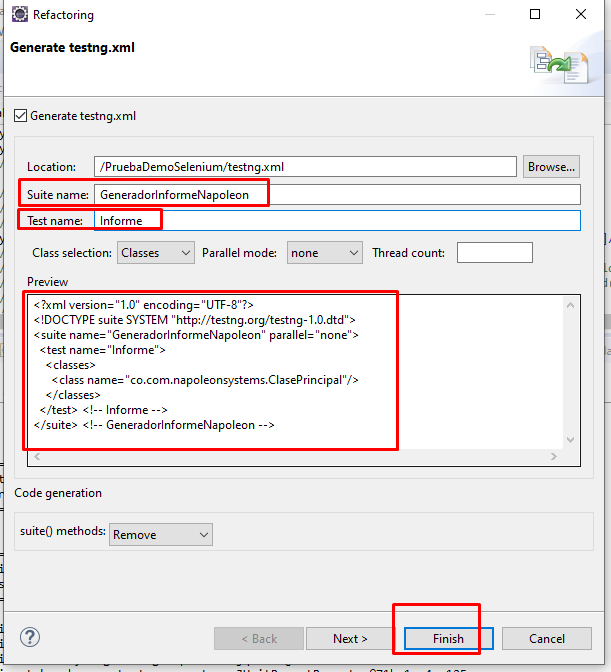 Refactoring
Generate testng.xml
Generate testng.xml
Location: /PruebaDemoSelenium/testng.xml Browse...
Suite name: GeneradorInformeNapoleon
Test name: Informe
Class selection: Classes Parallel mode: none Thread count:
Preview
<?xml version="1.0" encoding="UTF-8"?>
<!DOCTYPE suite SYSTEM "http://testng.org/testng-1.0.dtd">
<suite name="GeneradorInformeNapoleon" parallel="none">
<test name="Informe">
<classes>
<class name="co.com.napoleonsystems.ClasePrincipal"/>
</classes>
</test> <!-- Informe -->
</suite> <!-- GeneradorInformeNapoleon -->
Code generation
suite() methods: Remove
< Back Next > Finish Cancel